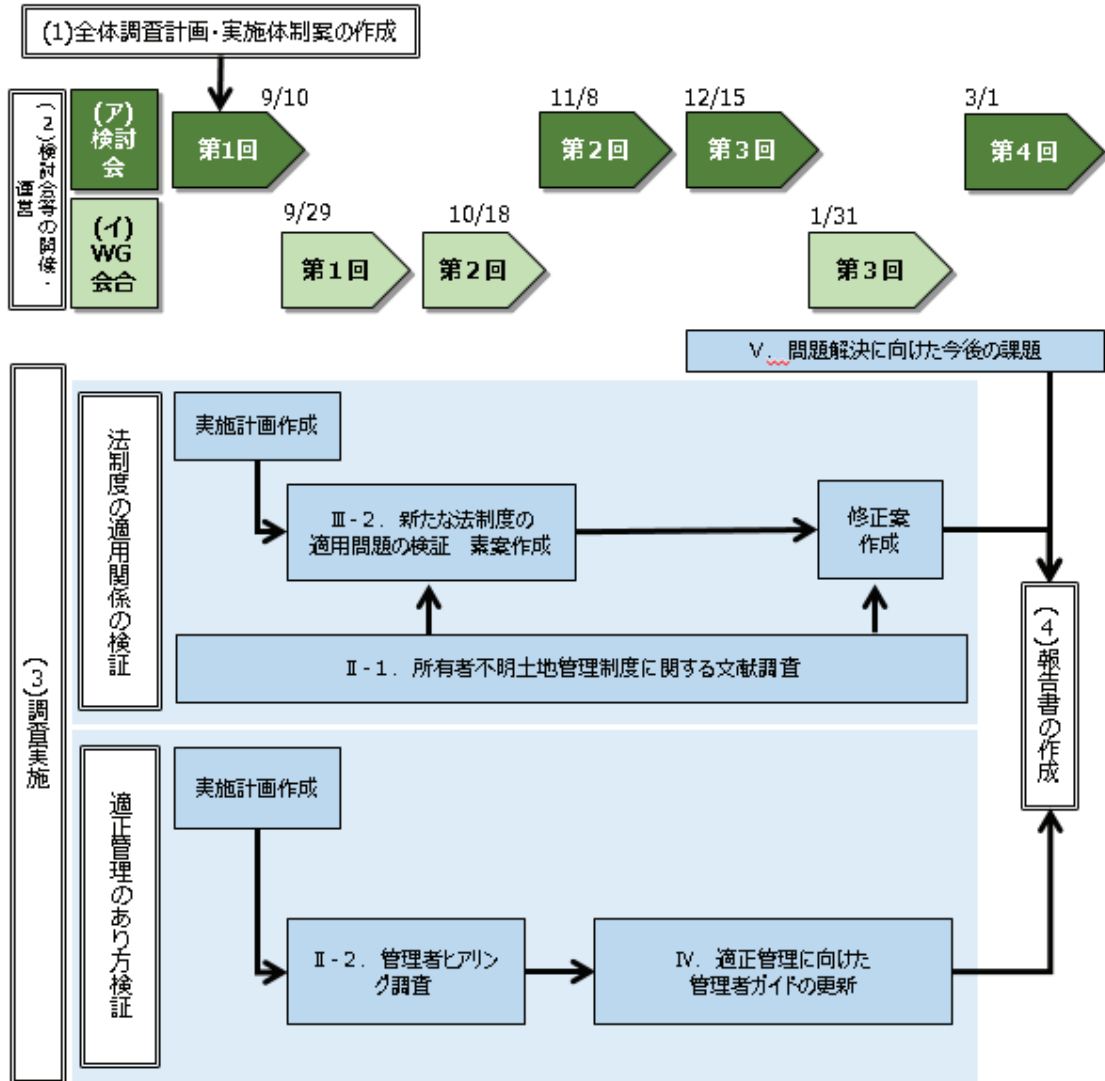 (1)全体調査計画・実施体制案の作成
(2)検討会等の開催・
運営
(ア)
検討
会
9/10
第1回
11/8
第２回
12/15
第３回
3/1
第４回
(イ)
WG
会合
9/29
第１回
10/18
第２回
1/31
第３回
Ⅴ．問題解決に向けた今後の課題
(3)調査実施
法制度の適用関係の検証
実施計画作成
Ⅲ-２．新たな法制度の
適用問題の検証　素案作成
修正案
作成
Ⅱ-１．所有者不明土地管理制度に関する文献調査
(4)報告書の作成
適正管理のあり方検証
実施計画作成
Ⅱ-２．管理者ヒアリン
グ調査
Ⅳ．適正管理に向けた
管理者ガイドの更新